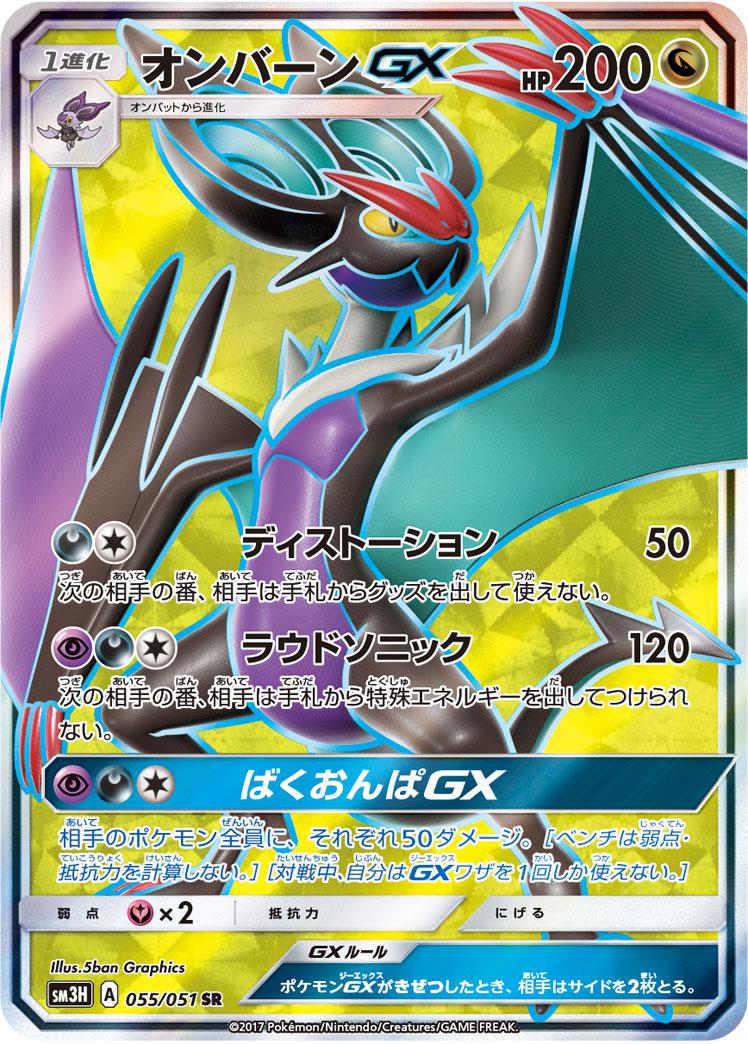 1進化
オンバーンGX
HP200
オンバットから進化
ディストーション 50
次の相手の番、相手は手札からグッズを出して使えない。
ラウドソニック 120
次の相手の番、相手は手札から特殊エネルギーを出してつけられ
ない。
ばくおんぱGX
相手のポケモン全員に、それぞれ50ダメージ。[ベンチは弱点・
抵抗力を計算しない。] [対戦中、自分はGXワザを1回しか使えない。]
弱点 ×2 抵抗力 にげる
GXルール
ポケモンGXがきぜつしたとき、相手はサイドを2枚とる。
Illus.5ban Graphics
SM3H A 055/051 SR
©2017 Pokémon/Nintendo/Creatures/GAME FREAK.